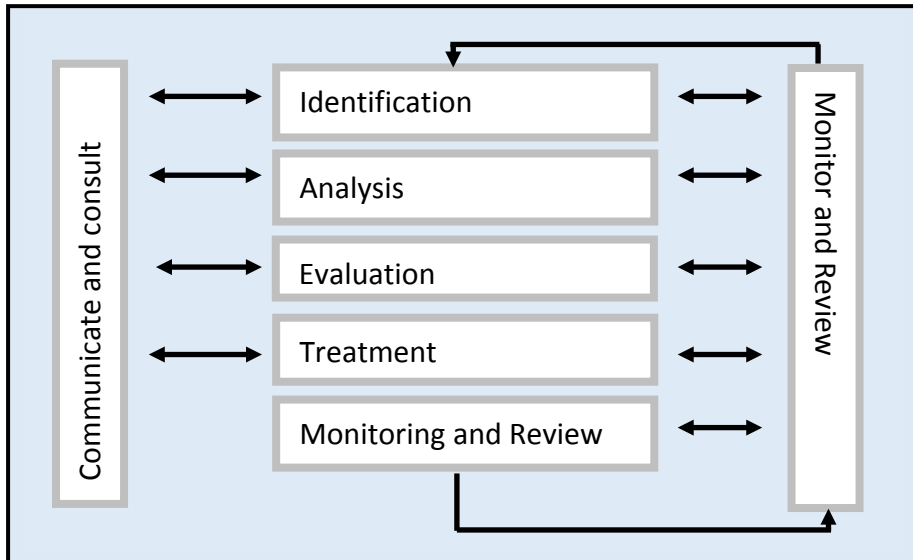 Communicate and consult
Identification
Analysis
Evaluation
Treatment
Monitoring and Review
Monitor and Review